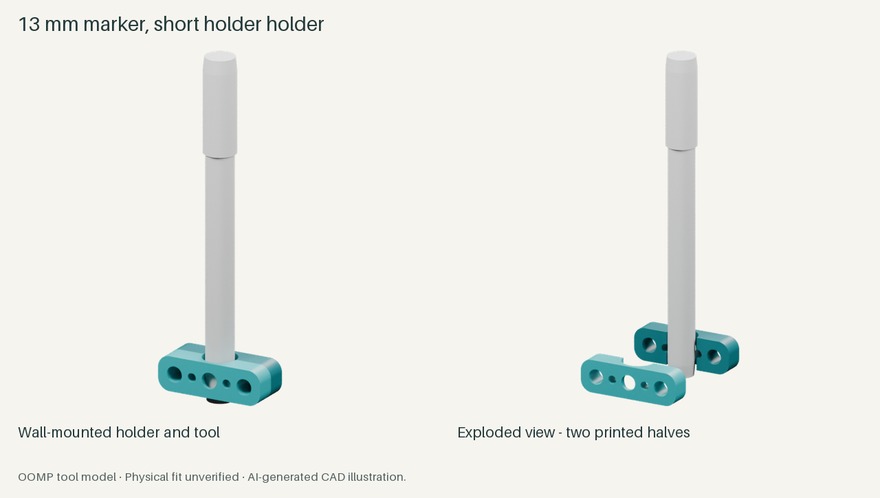 13 mm marker, short holder holder
Wall-mounted holder and tool
Exploded view - two printed halves
OOMP tool model · Physical fit unverified · AI-generated CAD illustration.